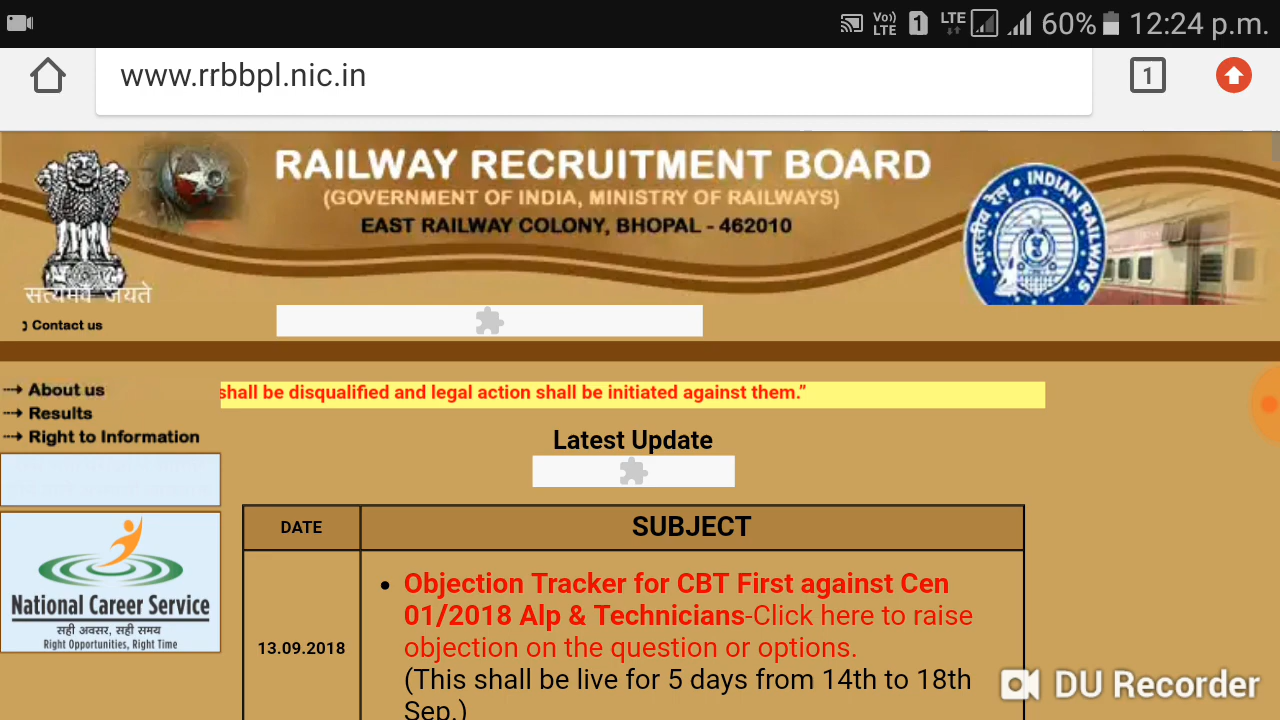 Vo)) LTE 1 LTE 60% 12:24 p.m.
www.rrbbpl.nic.in
1
RAILWAY RECRUITMENT BOARD
(GOVERNMENT OF INDIA, MINISTRY OF RAILWAYS)
EAST RAILWAY COLONY, BHOPAL - 462010
सत्यमेव जयते
भारतीय रेल • INDIAN RAILWAYS
Contact us
About us
Results
Right to Information
shall be disqualified and legal action shall be initiated against them.”
Latest Update
DATE SUBJECT
13.09.2018
• Objection Tracker for CBT First against Cen
01/2018 Alp & Technicians-Click here to raise
objection on the question or options.
(This shall be live for 5 days from 14th to 18th
Sep.)
National Career Service
सही अवसर, सही समय
Right Opportunities, Right Time
DU Recorder